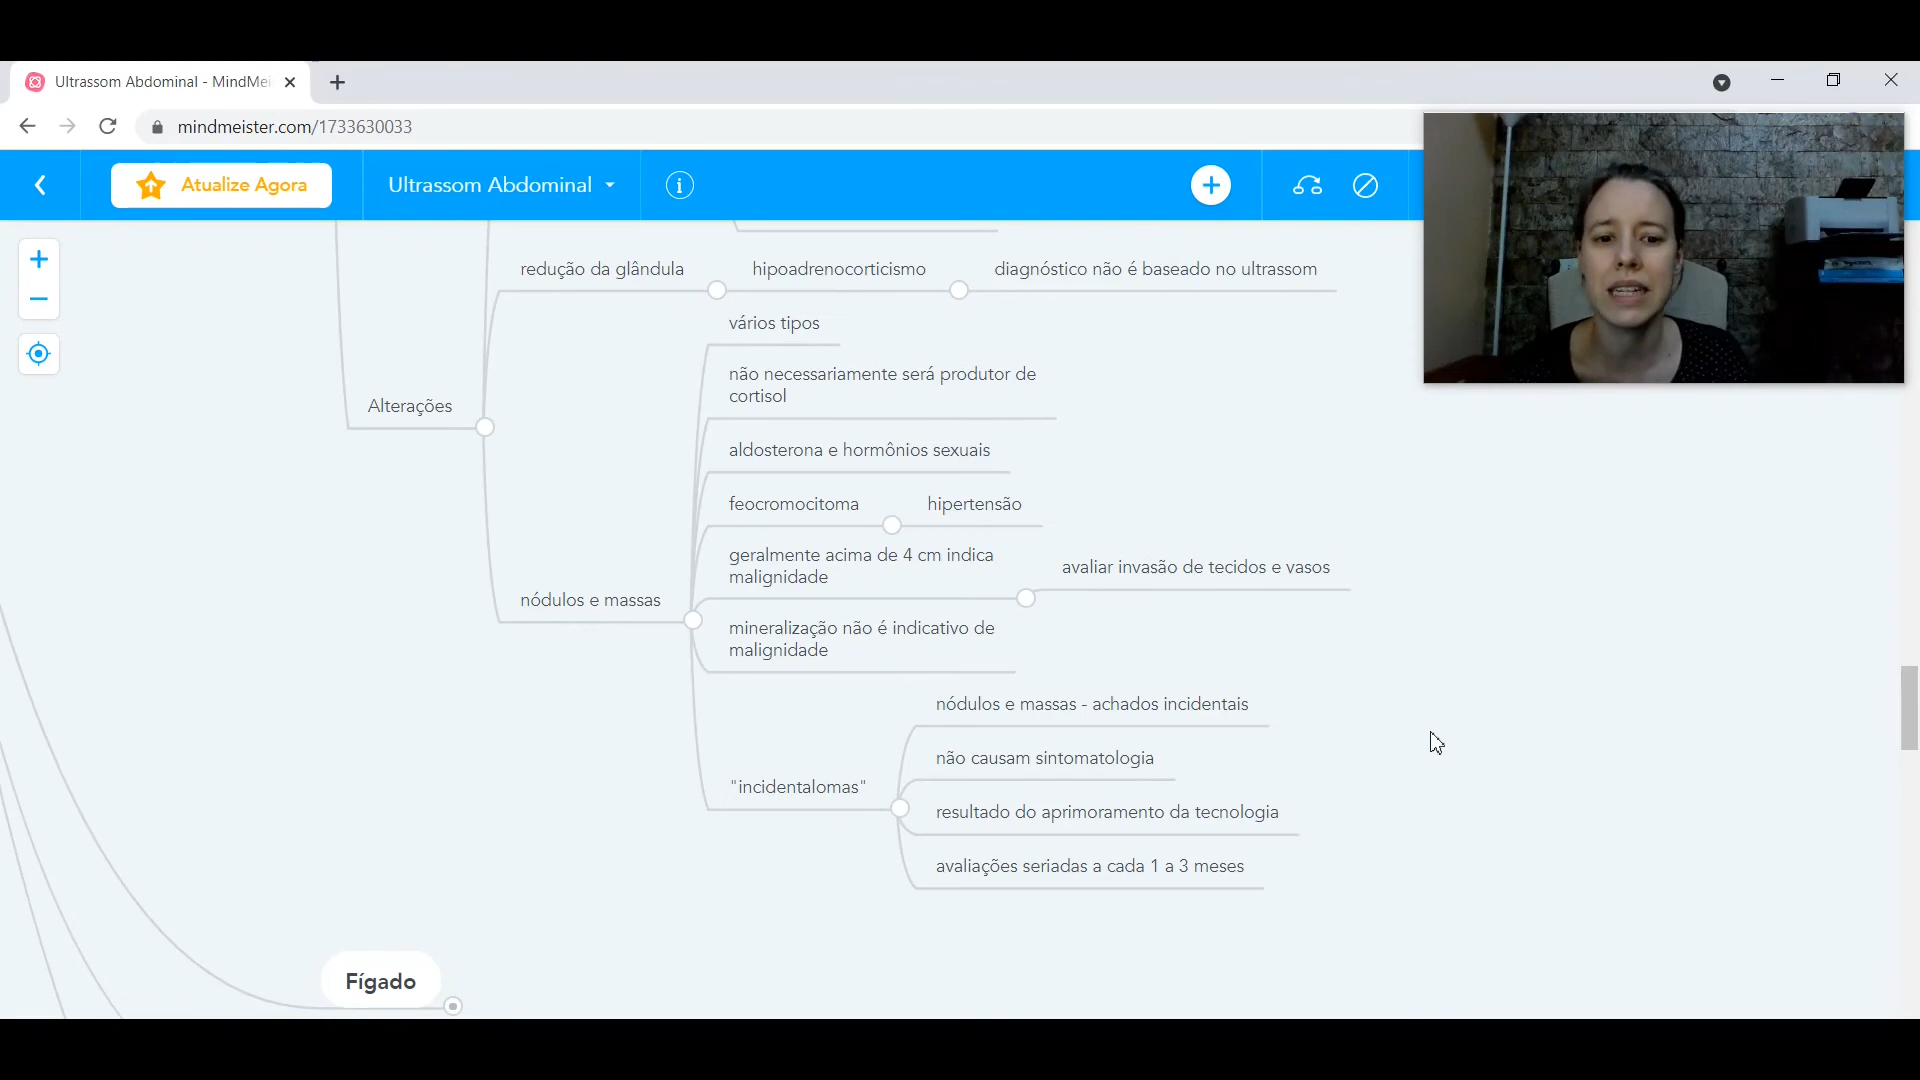 Ultrassom Abdominal - MindMei
mindmeister.com/1733630033
Atualize Agora
Ultrassom Abdominal
redução da glândula
hipoadrenocorticismo
diagnóstico não é baseado no ultrassom
vários tipos
não necessariamente será produtor de
cortisol
Alterações
aldosterona e hormônios sexuais
feocromocitoma
hipertensão
geralmente acima de 4 cm indica
malignidade
avaliar invasão de tecidos e vasos
nódulos e massas
mineralização não é indicativo de
malignidade
nódulos e massas - achados incidentais
não causam sintomatologia
"incidentalomas"
resultado do aprimoramento da tecnologia
avaliações seriadas a cada 1 a 3 meses
Fígado